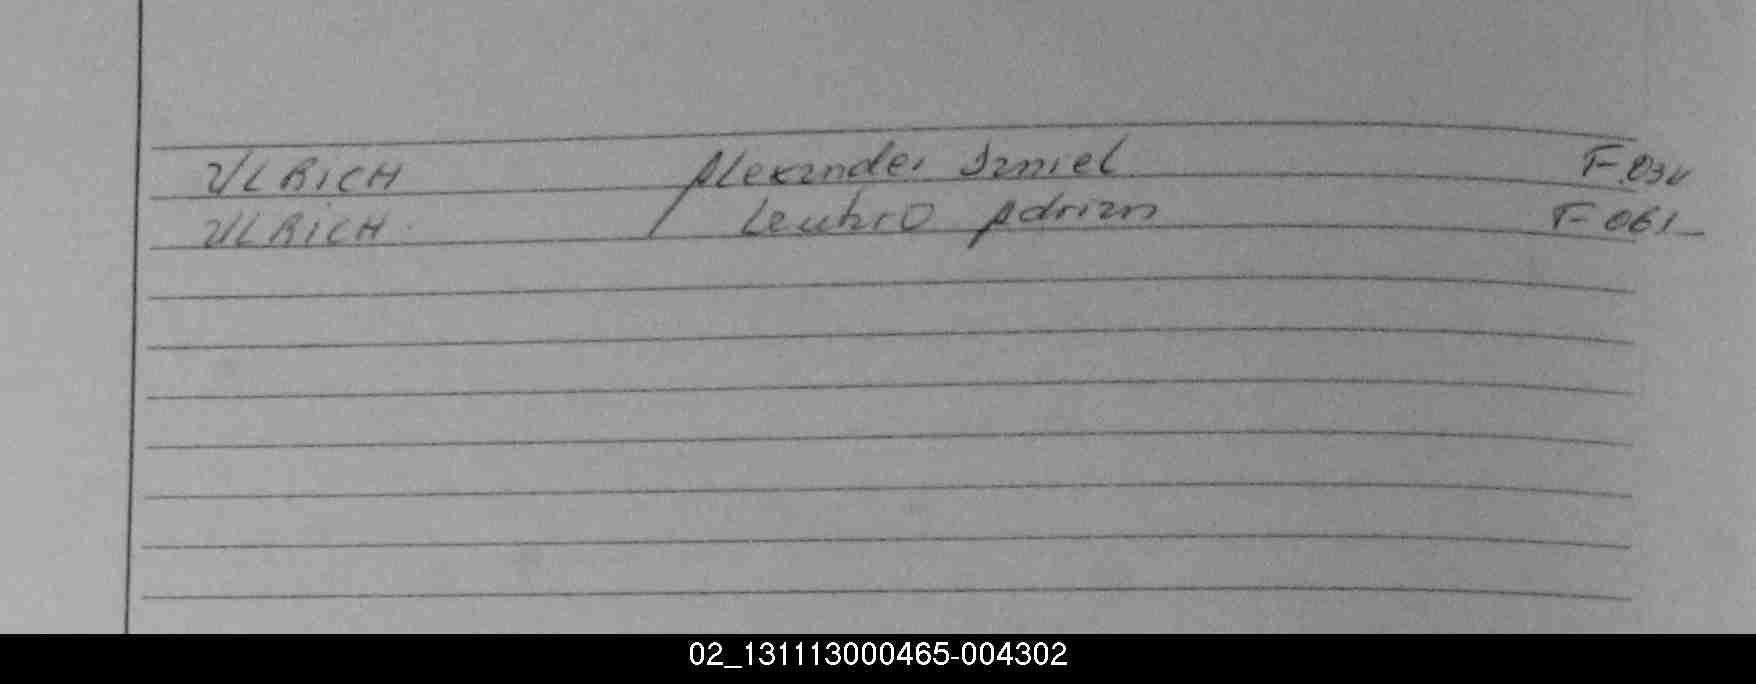 ULRICH Alexander Daniel F.034
ULRICH. Leandro Adrian F 061
02_131113000465-004302